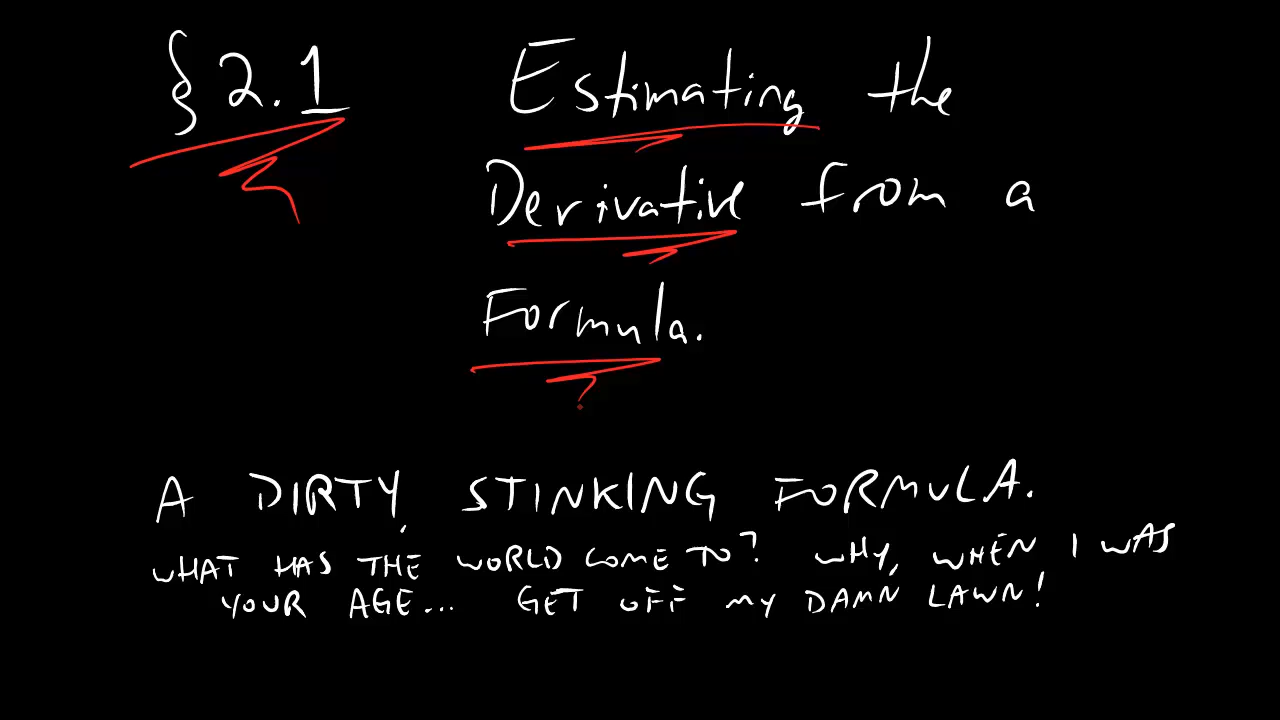 § 2.1 Estimating the
Derivative from a
Formula.
A DIRTY, STINKING FORMULA.
WHAT HAS THE WORLD COME TO? WHY, WHEN I WAS
YOUR AGE... GET OFF MY DAMN LAWN!